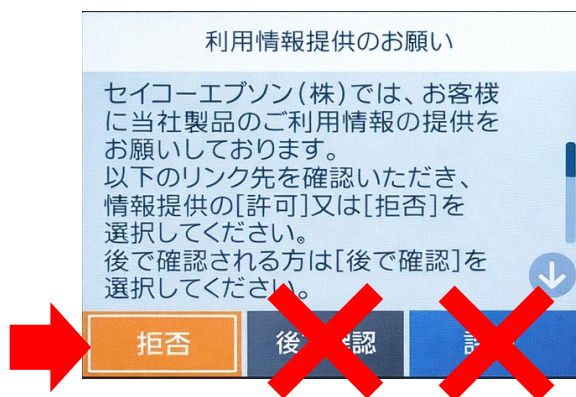 利用情報提供のお願い
セイコーエプソン(株)では、お客様
に当社製品のご利用情報の提供を
お願いしております。
以下のリンク先を確認いただき、
情報提供の[許可]又は[拒否]を
選択してください。
後で確認される方は[後で確認]を
選択してください。
拒否
後で確認